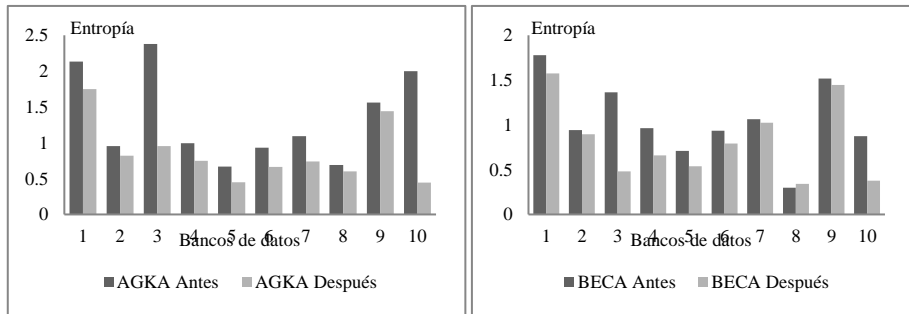 Entropía
2.5
2
1.5
1
0.5
0
1 2 3 4 5 6 7 8 9 10
Bancos de datos
AGKA Antes AGKA Después
Entropía
2
1.5
1
0.5
0
1 2 3 4 5 6 7 8 9 10
Bancos de datos
BECA Antes BECA Después